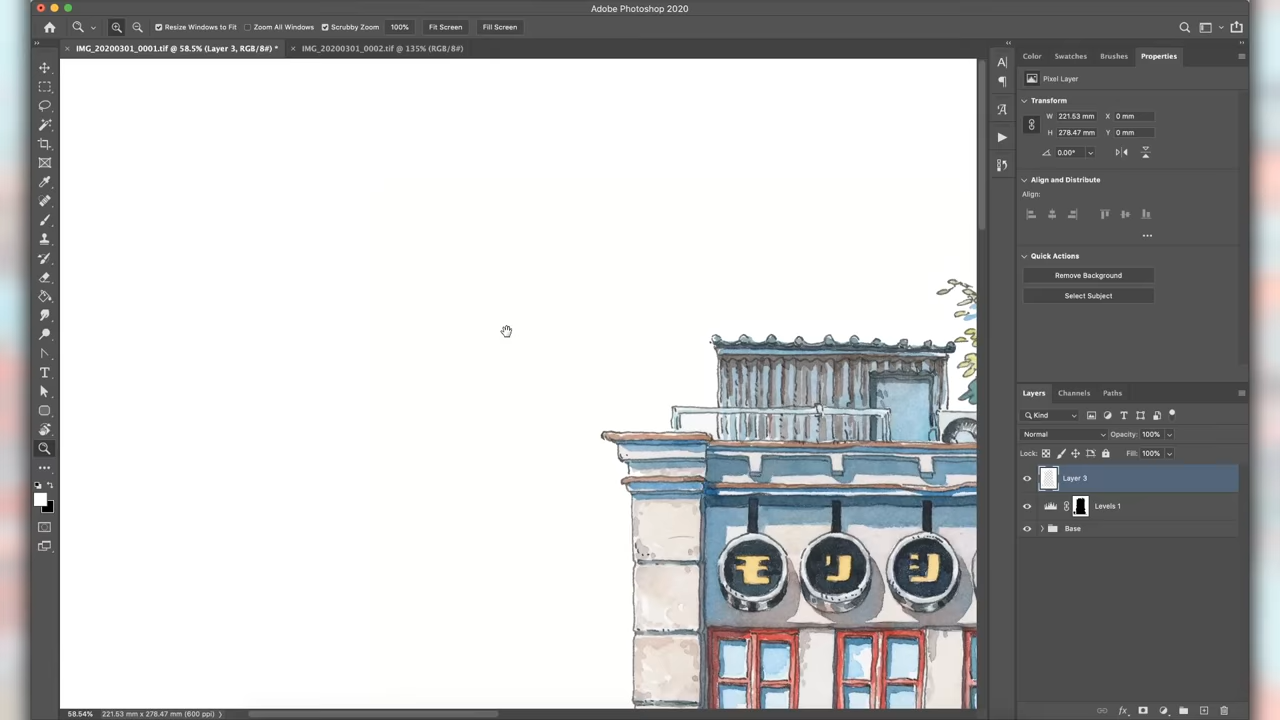 Adobe Photoshop 2020
Resize Windows to Fit
Zoom All Windows
Scrubby Zoom
100%
Fit Screen
Fill Screen
IMG_20200301_0001.tif @ 58.5% (Layer 3, RGB/8#) *
IMG_20200301_0002.tif @ 135% (RGB/8#)
Color
Swatches
Brushes
Properties
Pixel Layer
Transform
W 221.53 mm X 0 mm
H 278.47 mm Y 0 mm
0.00°
Align and Distribute
Align:
Quick Actions
Remove Background
Select Subject
Layers
Channels
Paths
Kind
Normal
Opacity: 100%
Lock:
Fill: 100%
Layer 3
Levels 1
Base
モリシ
58.54%
221.53 mm x 278.47 mm (600 ppi)